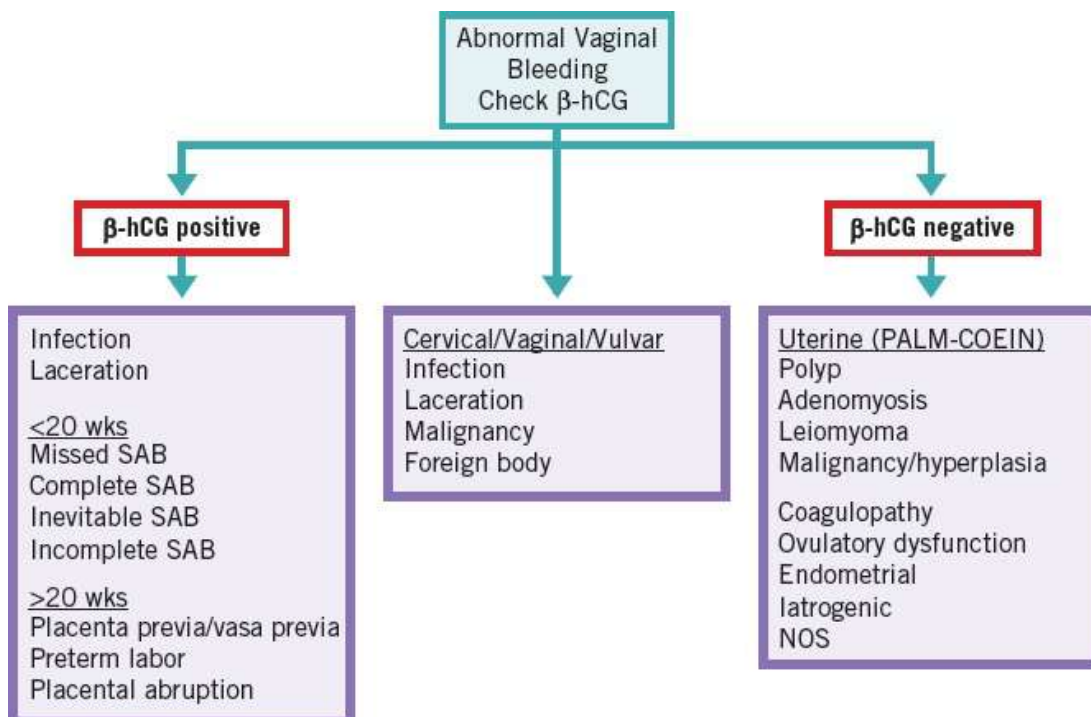 Abnormal Vaginal
Bleeding
Check β-hCG
β-hCG positive
β-hCG negative
Infection
Laceration
<20 wks
Missed SAB
Complete SAB
Inevitable SAB
Incomplete SAB
>20 wks
Placenta previa/vasa previa
Preterm labor
Placental abruption
Cervical/Vaginal/Vulvar
Infection
Laceration
Malignancy
Foreign body
Uterine (PALM-COEIN)
Polyp
Adenomyosis
Leiomyoma
Malignancy/hyperplasia
Coagulopathy
Ovulatory dysfunction
Endometrial
Iatrogenic
NOS